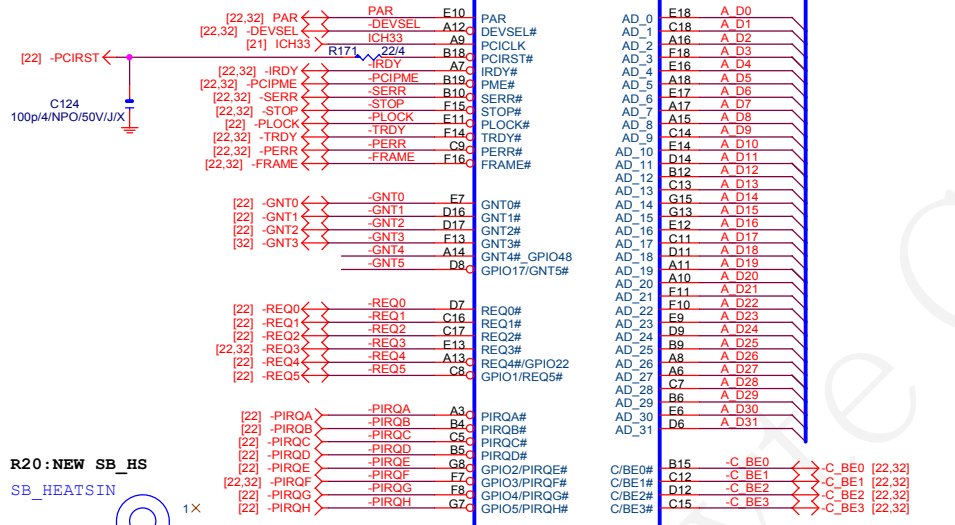 [22,32] PAR PAR E10 PAR
[22,32] -DEVSEL -DEVSEL A12 DEVSEL#
[21] ICH33 ICH33 A9 PCICLK
[22] -PCIRST R171 22/4 B18 PCIRST#
[22,32] -IRDY -IRDY A7 IRDY#
[22,32] -PCIPME -PCIPME B19 PME#
[22,32] -SERR -SERR B10 SERR#
[22,32] -STOP -STOP F15 STOP#
[22] -PLOCK -PLOCK E11 PLOCK#
[22,32] -TRDY -TRDY F14 TRDY#
[22,32] -PERR -PERR C9 PERR#
[22,32] -FRAME -FRAME F16 FRAME#
C124
100p/4/NPO/50V/J/X
[22] -GNT0 -GNT0 E7 GNT0#
[22] -GNT1 -GNT1 D16 GNT1#
[22] -GNT2 -GNT2 D17 GNT2#
[32] -GNT3 -GNT3 F13 GNT3#
-GNT4 A14 GNT4#_GPIO48
-GNT5 D8 GPIO17/GNT5#
[22] -REQ0 -REQ0 D7 REQ0#
[22] -REQ1 -REQ1 C16 REQ1#
[22] -REQ2 -REQ2 C17 REQ2#
[22,32] -REQ3 -REQ3 E13 REQ3#
[22] -REQ4 -REQ4 A13 REQ4#/GPIO22
[22] -REQ5 -REQ5 C8 GPIO1/REQ5#
[22] -PIRQA -PIRQA A3 PIRQA#
[22] -PIRQB -PIRQB B4 PIRQB#
[22] -PIRQC -PIRQC C5 PIRQC#
[22] -PIRQD -PIRQD B5 PIRQD#
[22] -PIRQE -PIRQE G8 GPIO2/PIRQE#
[22,32] -PIRQF -PIRQF F7 GPIO3/PIRQF#
[22] -PIRQG -PIRQG F8 GPIO4/PIRQG#
[22] -PIRQH -PIRQH G7 GPIO5/PIRQH#
R20:NEW SB_HS
SB_HEATSIN
1
AD_0 E18 A_D0
AD_1 C18 A_D1
AD_2 A16 A_D2
AD_3 F18 A_D3
AD_4 E16 A_D4
AD_5 A18 A_D5
AD_6 E17 A_D6
AD_7 A17 A_D7
AD_8 A15 A_D8
AD_9 C14 A_D9
AD_10 E14 A_D10
AD_11 D14 A_D11
AD_12 B12 A_D12
AD_13 C13 A_D13
AD_14 G15 A_D14
AD_15 G13 A_D15
AD_16 E12 A_D16
AD_17 C11 A_D17
AD_18 D11 A_D18
AD_19 A11 A_D19
AD_20 A10 A_D20
AD_21 F11 A_D21
AD_22 F10 A_D22
AD_23 E9 A_D23
AD_24 D9 A_D24
AD_25 B9 A_D25
AD_26 A8 A_D26
AD_27 A6 A_D27
AD_28 C7 A_D28
AD_29 B6 A_D29
AD_30 E6 A_D30
AD_31 D6 A_D31
C/BE0# B15 -C_BE0 -C_BE0 [22,32]
C/BE1# C12 -C_BE1 -C_BE1 [22,32]
C/BE2# D12 -C_BE2 -C_BE2 [22,32]
C/BE3# C15 -C_BE3 -C_BE3 [22,32]